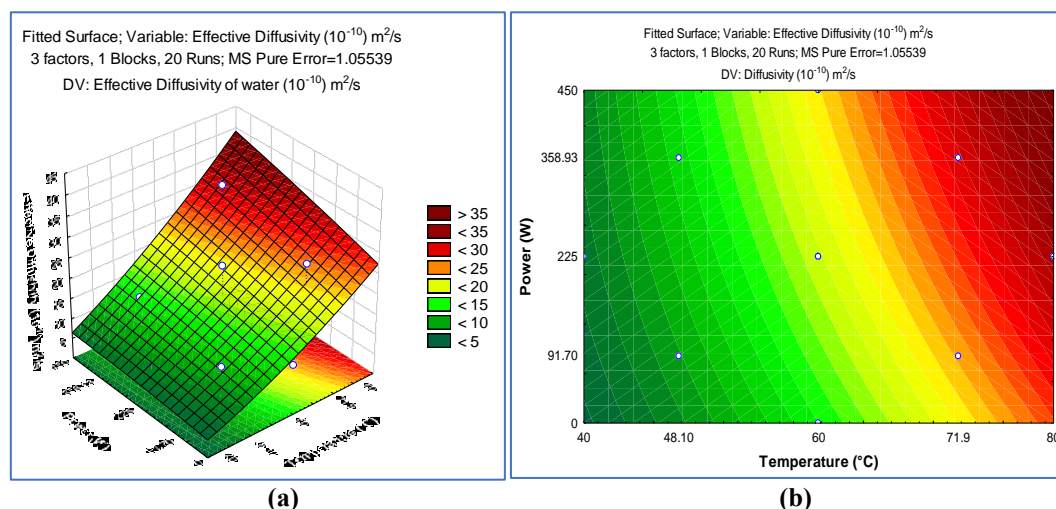 Fitted Surface; Variable: Effective Diffusivity (10⁻¹⁰) m²/s
3 factors, 1 Blocks, 20 Runs; MS Pure Error=1.05539
DV: Effective Diffusivity of water (10⁻¹⁰) m²/s
> 35
< 35
< 30
< 25
< 20
< 15
< 10
< 5
(a)
Fitted Surface; Variable: Effective Diffusivity (10⁻¹⁰) m²/s
3 factors, 1 Blocks, 20 Runs; MS Pure Error=1.05539
DV: Diffusivity (10⁻¹⁰) m²/s
450
358.93
225
91.70
0
Power (W)
40 48.10 60 71.9 80
Temperature (°C)
(b)